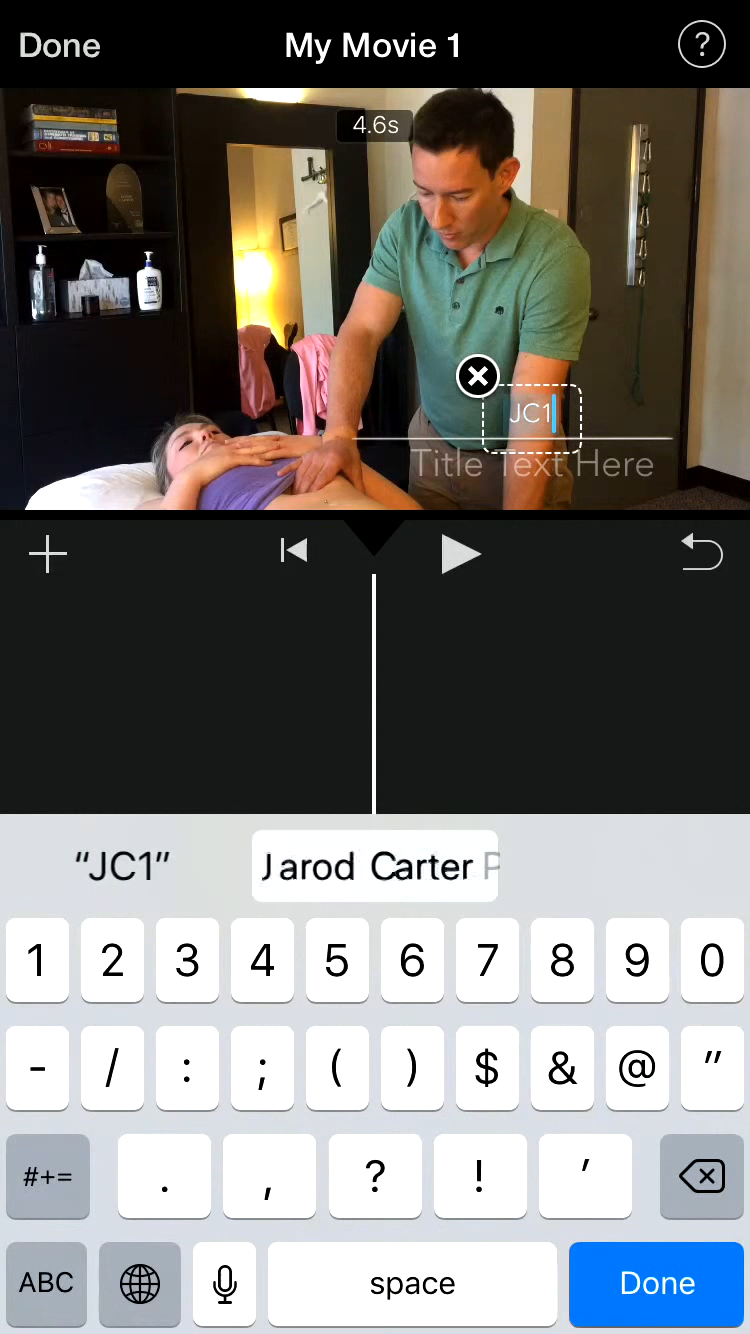 Done My Movie 1 ?
4.6s
JC1
Title Text Here
"JC1" Jarod Carter P
1 2 3 4 5 6 7 8 9 0
- / : ; ( ) $ & @ "
#+= . , ? ! '
ABC space Done